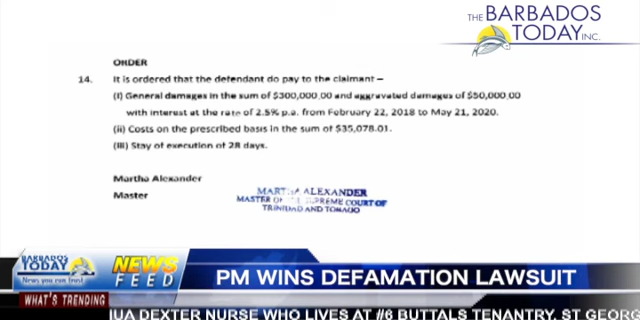 THE BARBADOS
TODAY INC.
ORDER
14. It is ordered that the defendant do pay to the claimant –
(i) General damages in the sum of $300,000.00 and aggravated damages of $50,000.00
with interest at the rate of 2.5% p.a. from February 22, 2018 to May 21, 2020.
(ii) Costs on the prescribed basis in the sum of $35,078.01.
(iii) Stay of execution of 28 days.
Martha Alexander
Master
MARTHA ALEXANDER
MASTER OF THE SUPREME COURT OF
TRINIDAD AND TOBAGO
BARBADOS
TODAY
News you can trust
NEWS
FEED
PM WINS DEFAMATION LAWSUIT
WHAT'S TRENDING
HUA DEXTER NURSE WHO LIVES AT #6 BUTTALS TENANTRY, ST GEORG